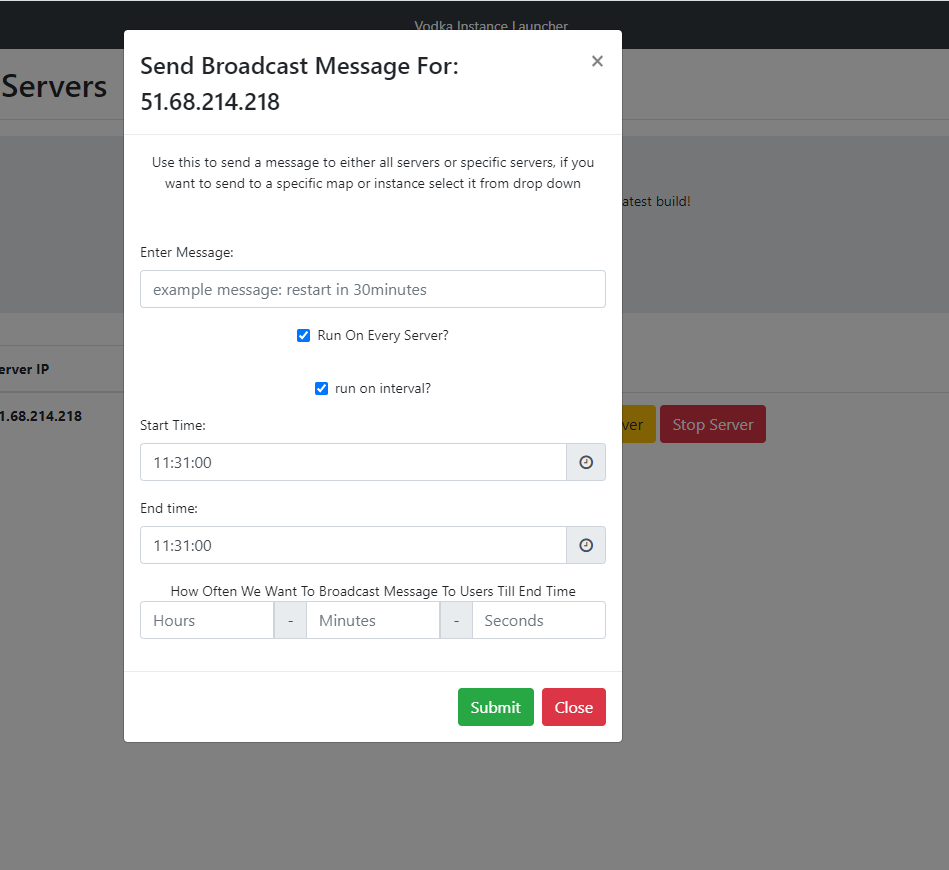 Vodka Instance Launcher
Servers
Send Broadcast Message For:
51.68.214.218
×
Use this to send a message to either all servers or specific servers, if you
want to send to a specific map or instance select it from drop down
atest build!
Enter Message:
example message: restart in 30minutes
Run On Every Server?
erver IP
run on interval?
1.68.214.218
ver
Stop Server
Start Time:
11:31:00
End time:
11:31:00
How Often We Want To Broadcast Message To Users Till End Time
Hours - Minutes - Seconds
Submit Close